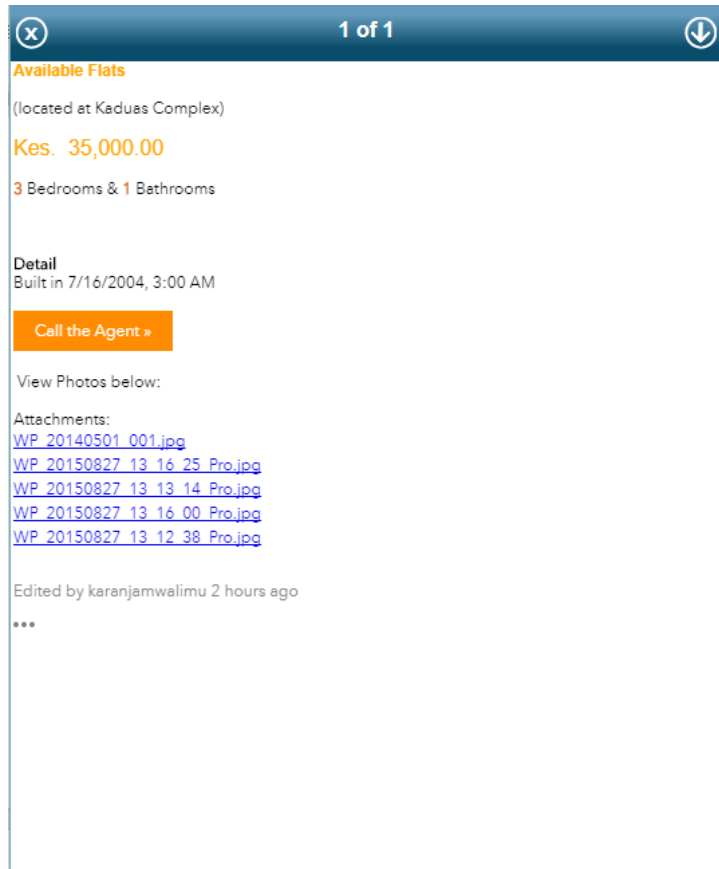 x
1 of 1
Available Flats
(located at Kaduas Complex)
Kes. 35,000.00
3 Bedrooms & 1 Bathrooms
Detail
Built in 7/16/2004, 3:00 AM
Call the Agent »
View Photos below:
Attachments:
WP_20140501_001.jpg
WP_20150827_13_16_25_Pro.jpg
WP_20150827_13_13_14_Pro.jpg
WP_20150827_13_16_00_Pro.jpg
WP_20150827_13_12_38_Pro.jpg
Edited by karanjamwalimu 2 hours ago
•••